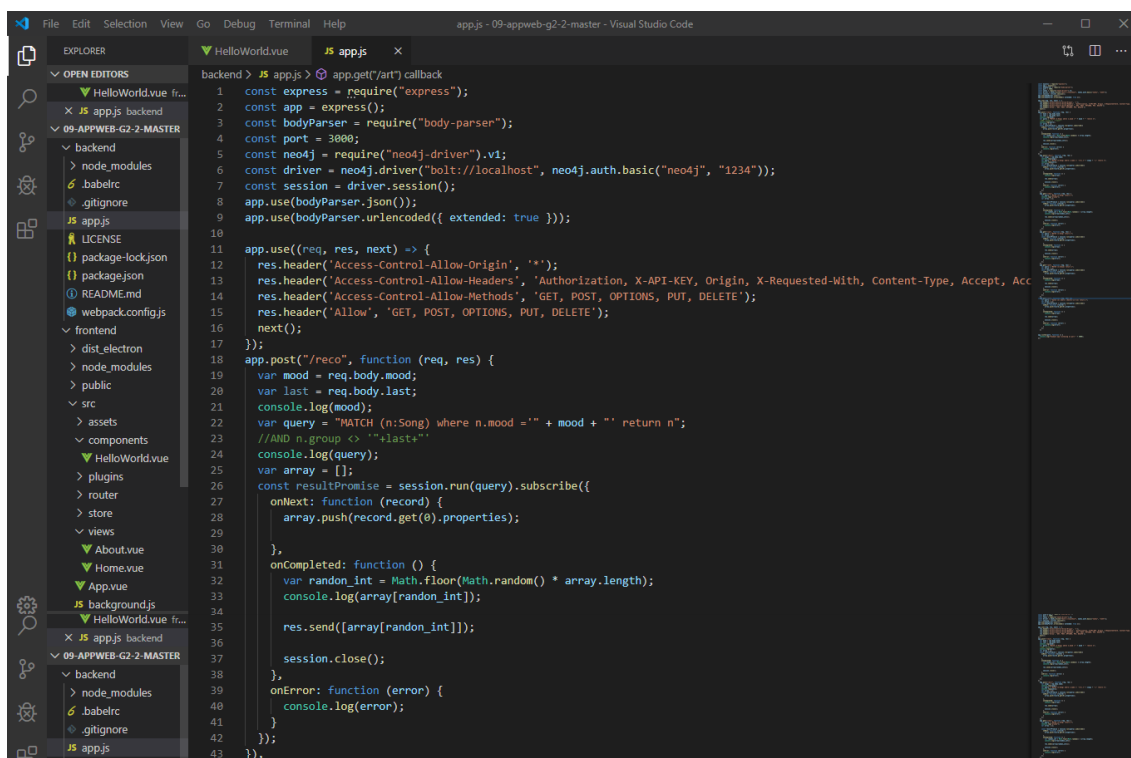 File Edit Selection View Go Debug Terminal Help app.js - 09-appweb-g2-2-master - Visual Studio Code
EXPLORER
OPEN EDITORS
HelloWorld.vue fr...
JS app.js backend
09-APPWEB-G2-2-MASTER
backend
node_modules
.babelrc
.gitignore
JS app.js
LICENSE
{} package-lock.json
{} package.json
README.md
webpack.config.js
frontend
dist_electron
node_modules
public
src
assets
components
HelloWorld.vue
plugins
router
store
views
About.vue
Home.vue
App.vue
JS background.js
HelloWorld.vue fr...
JS app.js backend
09-APPWEB-G2-2-MASTER
backend
node_modules
.babelrc
.gitignore
JS app.js
HelloWorld.vue JS app.js
backend > JS app.js > app.get("/art") callback
1 const express = require("express");
2 const app = express();
3 const bodyParser = require("body-parser");
4 const port = 3000;
5 const neo4j = require("neo4j-driver").v1;
6 const driver = neo4j.driver("bolt://localhost", neo4j.auth.basic("neo4j", "1234"));
7 const session = driver.session();
8 app.use(bodyParser.json());
9 app.use(bodyParser.urlencoded({ extended: true }));
10
11 app.use((req, res, next) => {
12 res.header('Access-Control-Allow-Origin', '*');
13 res.header('Access-Control-Allow-Headers', 'Authorization, X-API-KEY, Origin, X-Requested-With, Content-Type, Accept, Acc
14 res.header('Access-Control-Allow-Methods', 'GET, POST, OPTIONS, PUT, DELETE');
15 res.header('Allow', 'GET, POST, OPTIONS, PUT, DELETE');
16 next();
17 });
18 app.post("/reco", function (req, res) {
19 var mood = req.body.mood;
20 var last = req.body.last;
21 console.log(mood);
22 var query = "MATCH (n:Song) where n.mood ='" + mood + "' return n";
23 //AND n.group <> '"+last+"'
24 console.log(query);
25 var array = [];
26 const resultPromise = session.run(query).subscribe({
27 onNext: function (record) {
28 array.push(record.get(0).properties);
29
30 },
31 onCompleted: function () {
32 var randon_int = Math.floor(Math.random() * array.length);
33 console.log(array[randon_int]);
34
35 res.send([array[randon_int]]);
36
37 session.close();
38 },
39 onError: function (error) {
40 console.log(error);
41 }
42 });
43 }),